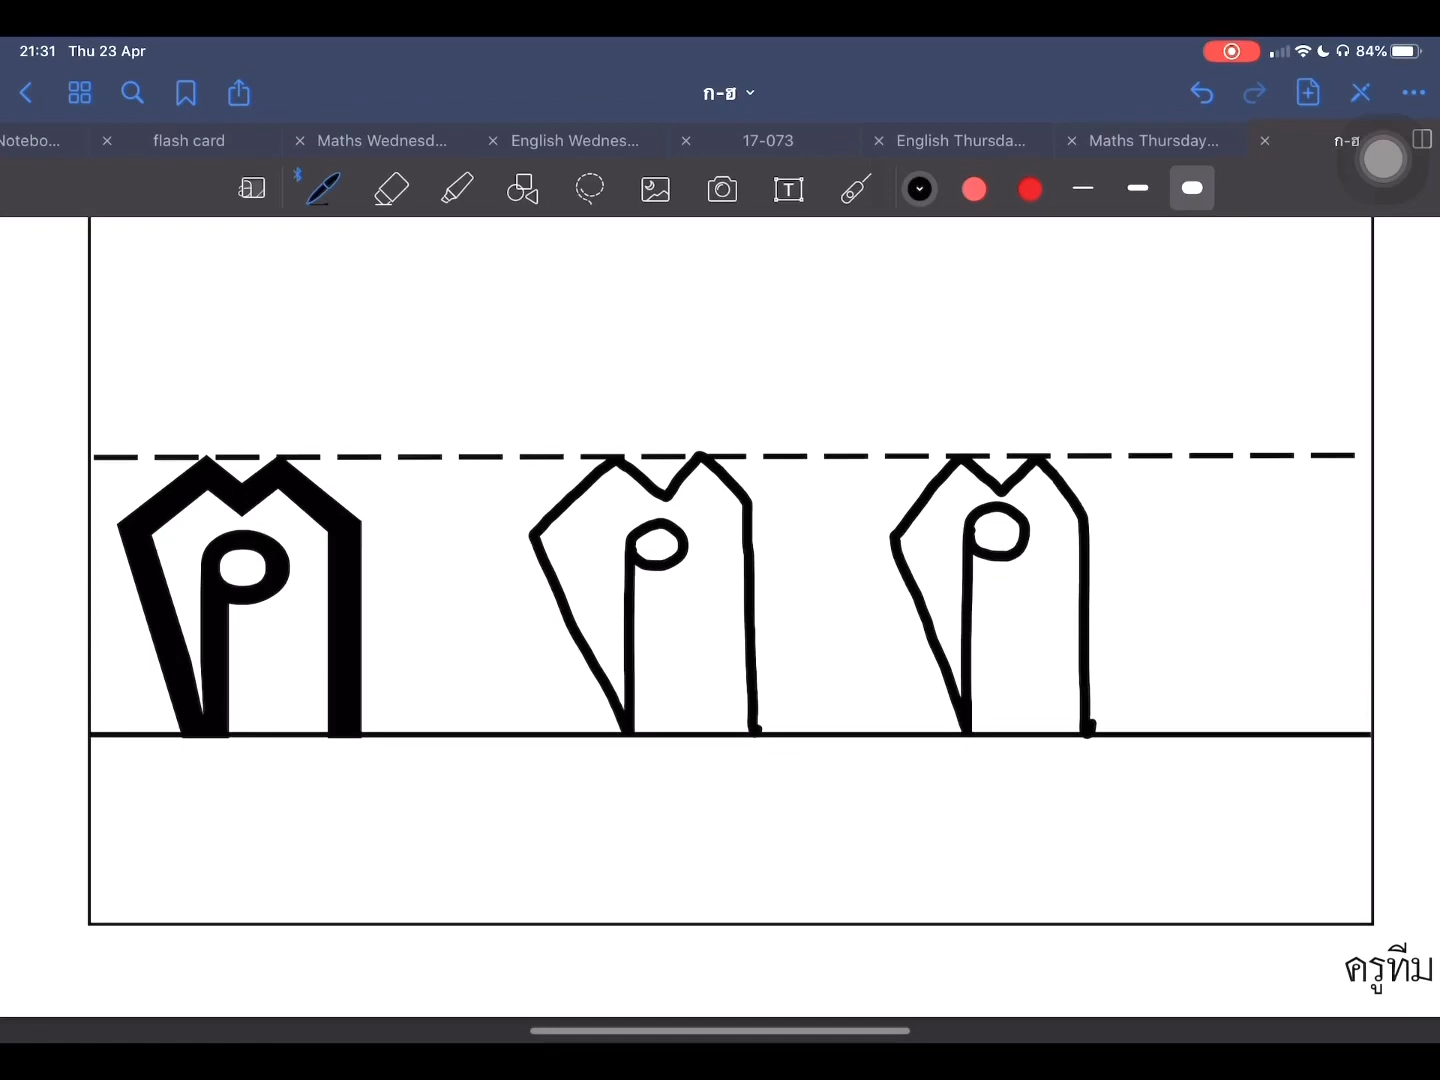 21:31 Thu 23 Apr 84%
ก-ฮ
Notebo... flash card Maths Wednesd... English Wednes... 17-073 English Thursda... Maths Thursday... ก-ฮ
ฅ ฅ ฅ
ครูทีม